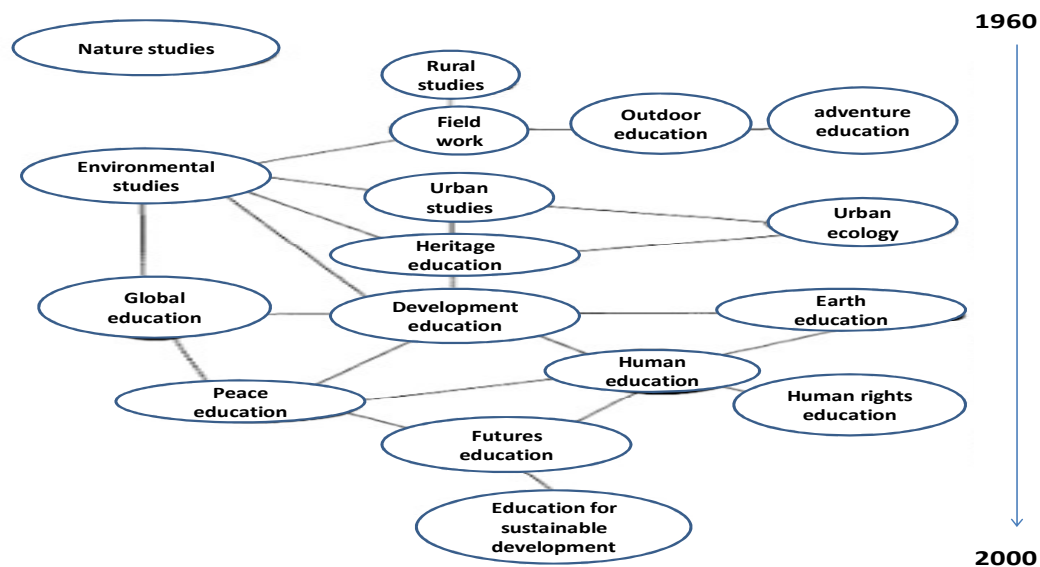 1960
Nature studies
Rural
studies
Field
work
Outdoor
education
adventure
education
Environmental
studies
Urban
studies
Urban
ecology
Heritage
education
Global
education
Development
education
Earth
education
Human
education
Peace
education
Human rights
education
Futures
education
Education for
sustainable
development
2000